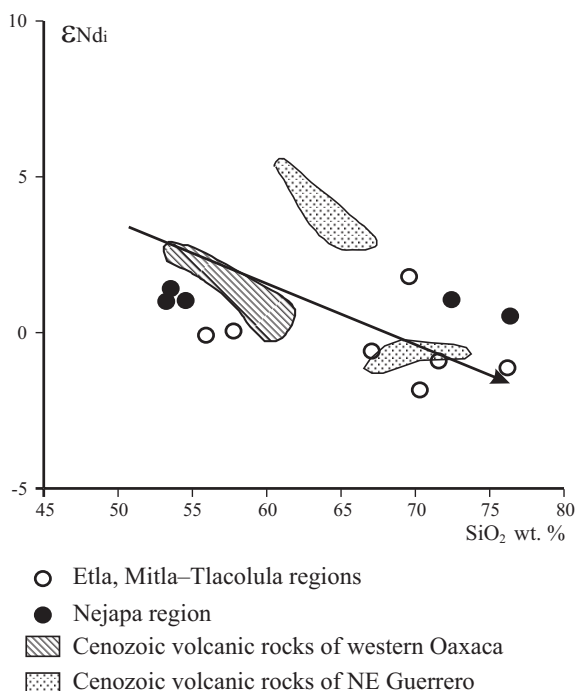 10
εNdi
5
0
-5
45 50 55 60 65 70 75 80
SiO₂ wt. %
Etla, Mitla–Tlacolula regions
Nejapa region
Cenozoic volcanic rocks of western Oaxaca
Cenozoic volcanic rocks of NE Guerrero